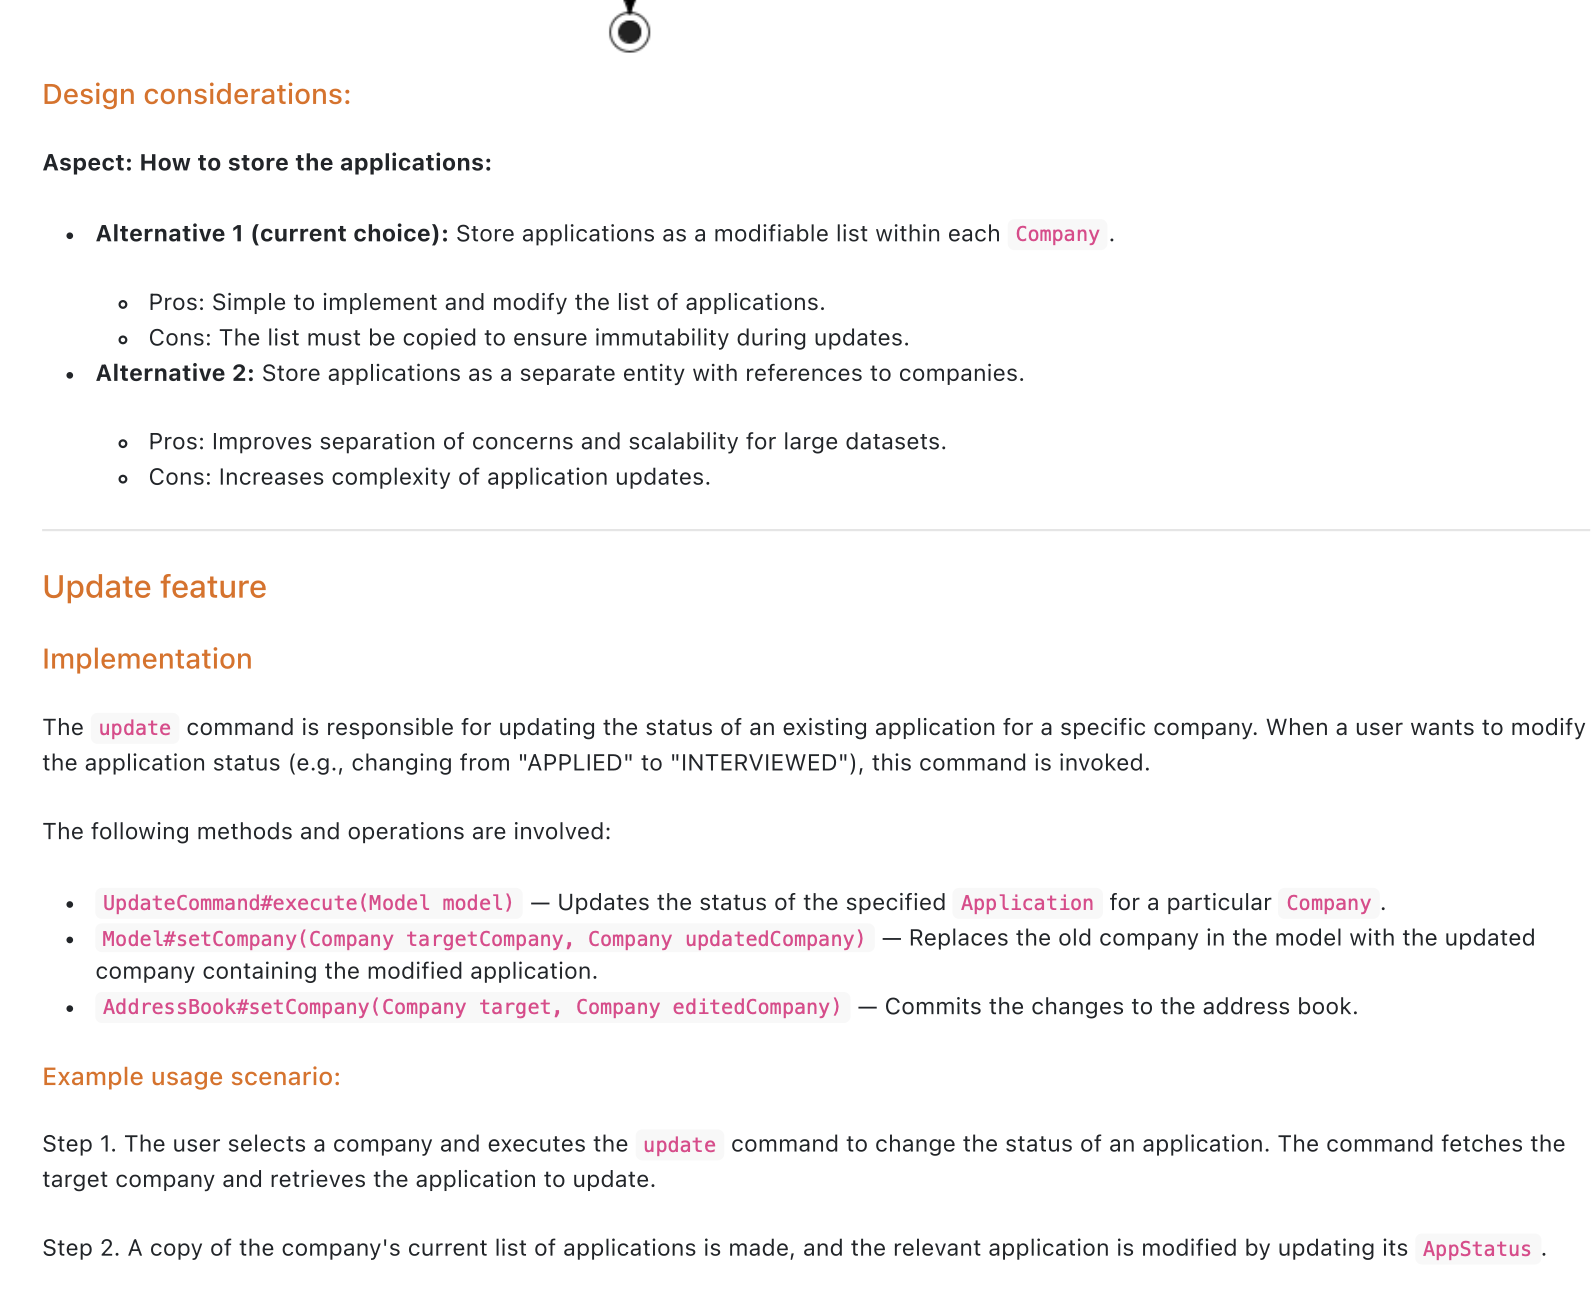 Design considerations:
Aspect: How to store the applications:
Alternative 1 (current choice): Store applications as a modifiable list within each Company .
Pros: Simple to implement and modify the list of applications.
Cons: The list must be copied to ensure immutability during updates.
Alternative 2: Store applications as a separate entity with references to companies.
Pros: Improves separation of concerns and scalability for large datasets.
Cons: Increases complexity of application updates.
Update feature
Implementation
The update command is responsible for updating the status of an existing application for a specific company. When a user wants to modify
the application status (e.g., changing from "APPLIED" to "INTERVIEWED"), this command is invoked.
The following methods and operations are involved:
UpdateCommand#execute(Model model) — Updates the status of the specified Application for a particular Company .
Model#setCompany(Company targetCompany, Company updatedCompany) — Replaces the old company in the model with the updated
company containing the modified application.
AddressBook#setCompany(Company target, Company editedCompany) — Commits the changes to the address book.
Example usage scenario:
Step 1. The user selects a company and executes the update command to change the status of an application. The command fetches the
target company and retrieves the application to update.
Step 2. A copy of the company's current list of applications is made, and the relevant application is modified by updating its AppStatus .